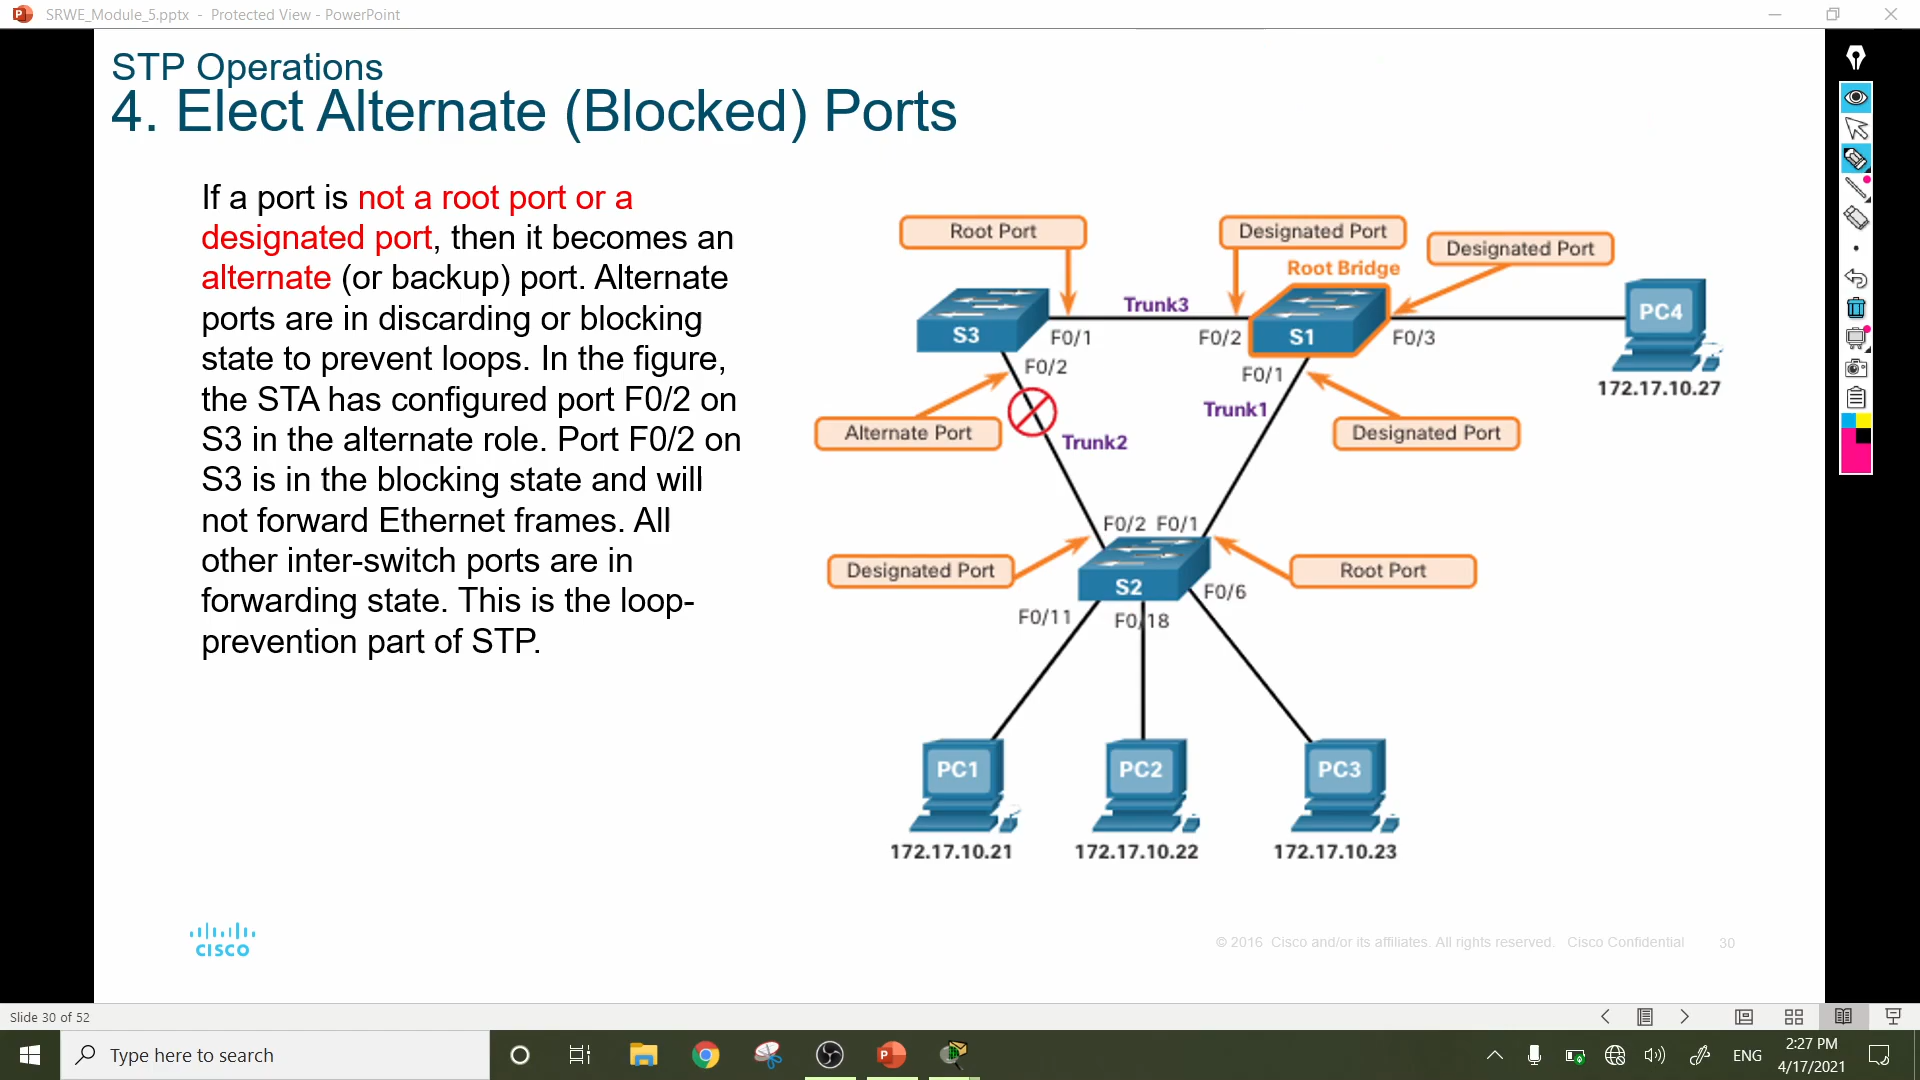 SRWE_Module_5.pptx - Protected View - PowerPoint
STP Operations
4. Elect Alternate (Blocked) Ports
If a port is not a root port or a
designated port, then it becomes an
alternate (or backup) port. Alternate
ports are in discarding or blocking
state to prevent loops. In the figure,
the STA has configured port F0/2 on
S3 in the alternate role. Port F0/2 on
S3 is in the blocking state and will
not forward Ethernet frames. All
other inter-switch ports are in
forwarding state. This is the loop-
prevention part of STP.
Root Port
Designated Port
Designated Port
Root Bridge
Trunk3
S3
F0/1
F0/2
S1
F0/3
PC4
F0/2
F0/1
172.17.10.27
Trunk1
Alternate Port
Trunk2
Designated Port
F0/2 F0/1
Designated Port
Root Port
S2
F0/6
F0/11
F0/18
PC1
PC2
PC3
172.17.10.21
172.17.10.22
172.17.10.23
CISCO
© 2016 Cisco and/or its affiliates. All rights reserved. Cisco Confidential
30
Slide 30 of 52
Type here to search
ENG
2:27 PM
4/17/2021